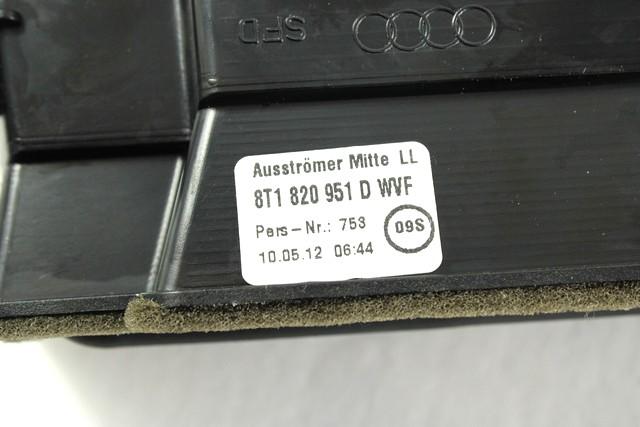 SFD
Ausströmer Mitte LL
8T1 820 951 D WVF
Pers-Nr.: 753
09S
10.05.12 06:44